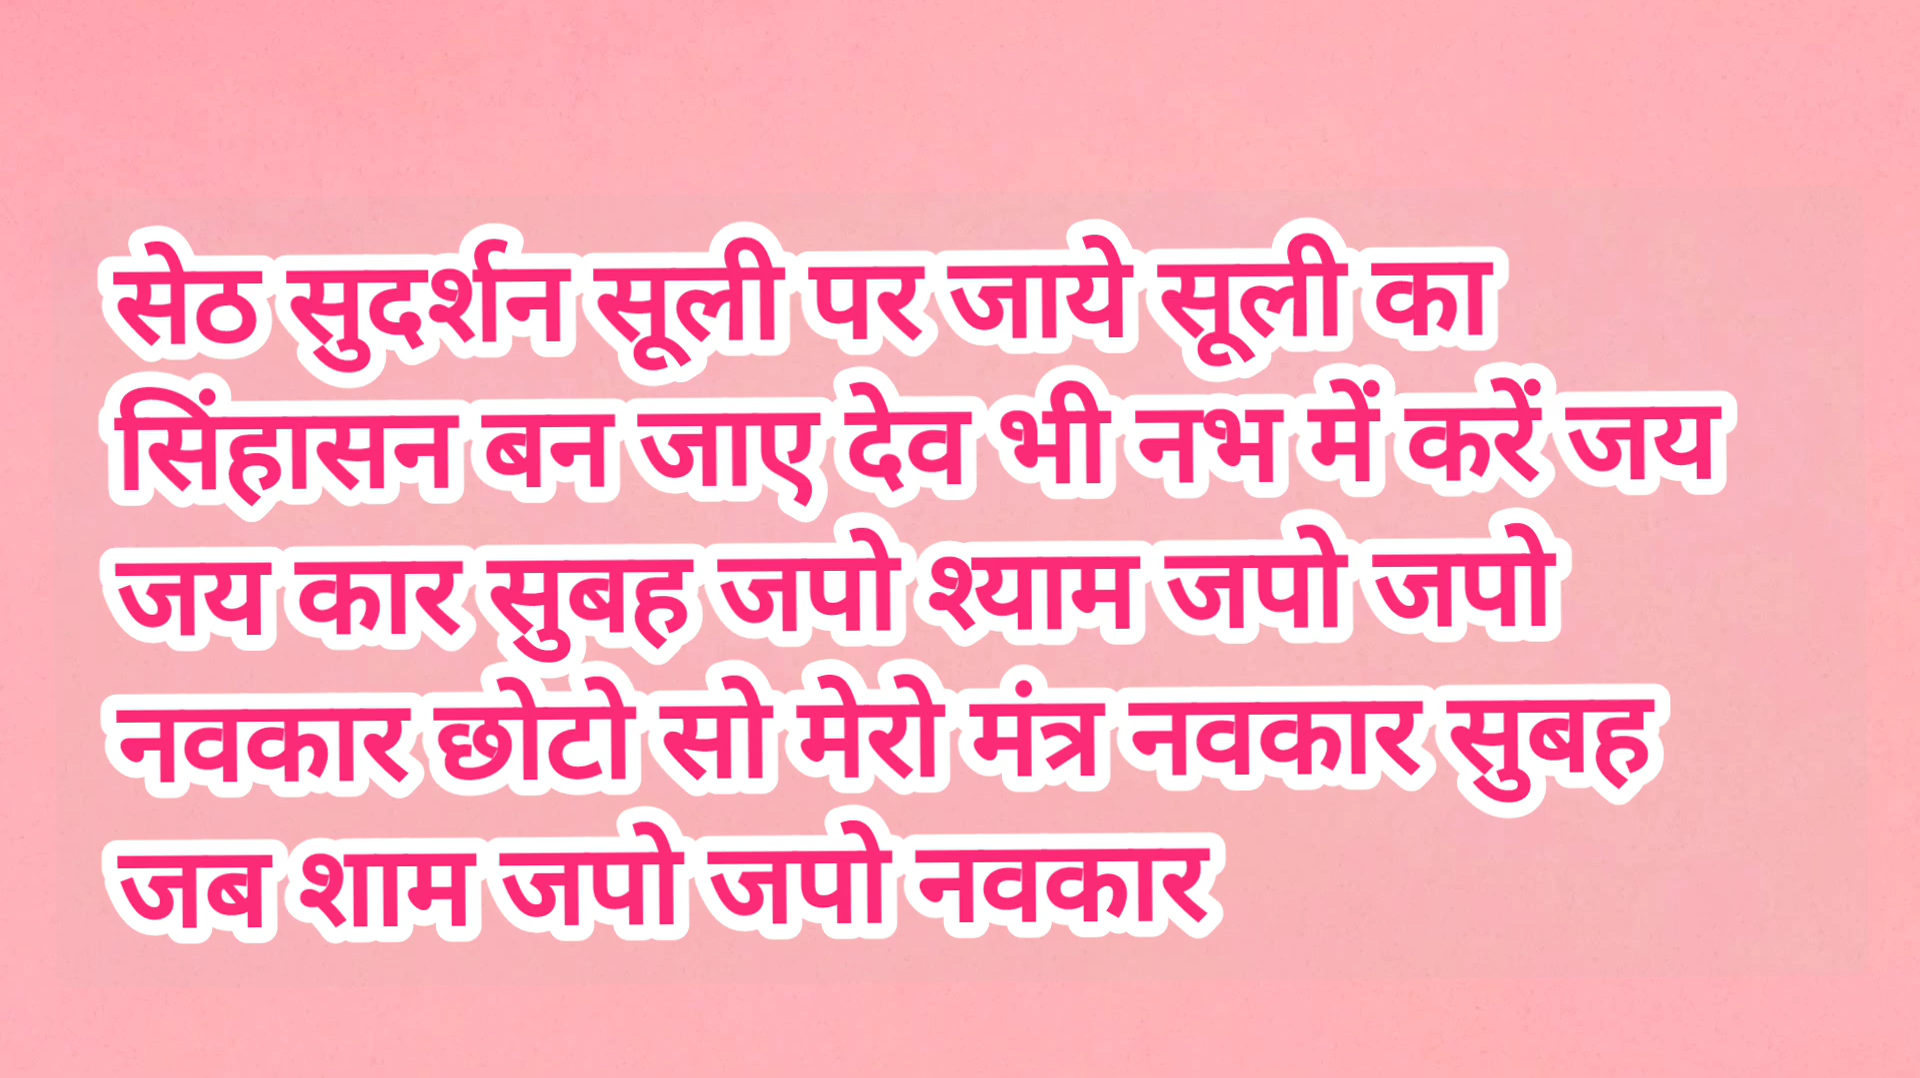 सेठ सुदर्शन सूली पर जाये सूली का
सिंहासन बन जाए देव भी नभ में करें जय
जय कार सुबह जपो श्याम जपो जपो
नवकार छोटो सो मेरो मंत्र नवकार सुबह
जब शाम जपो जपो नवकार